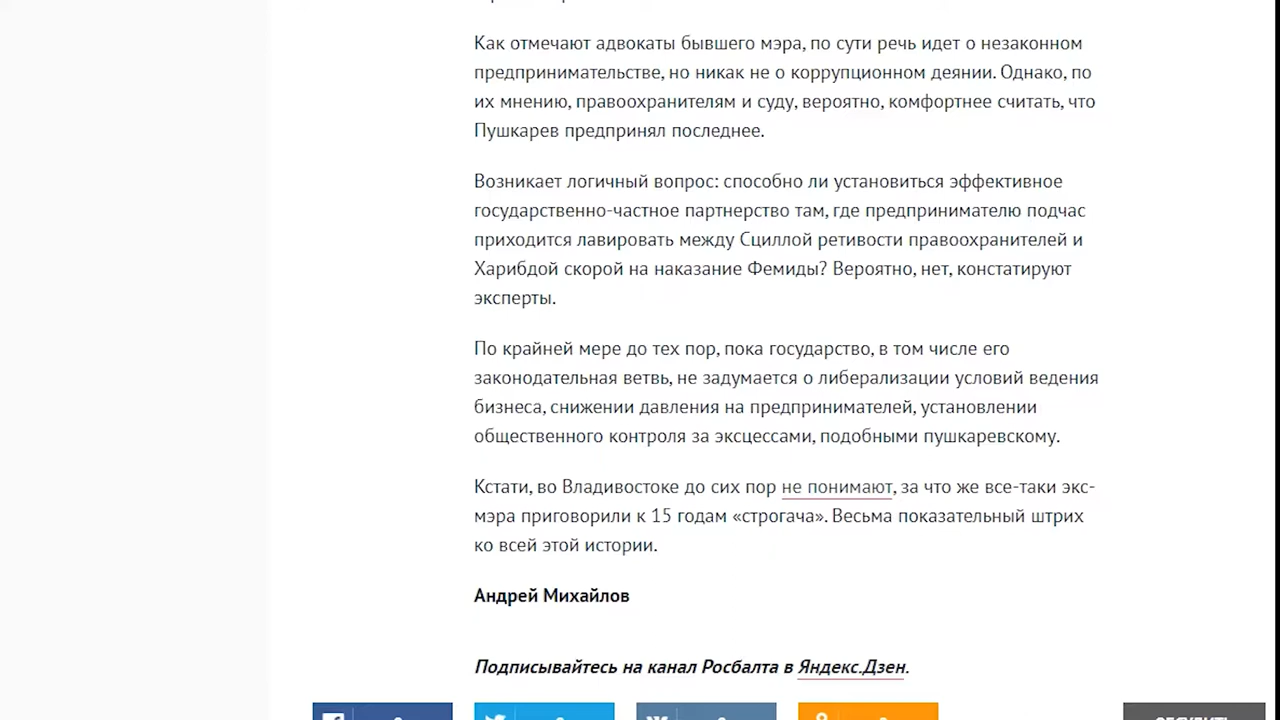 Как отмечают адвокаты бывшего мэра, по сути речь идет о незаконном
предпринимательстве, но никак не о коррупционном деянии. Однако, по
их мнению, правоохранителям и суду, вероятно, комфортнее считать, что
Пушкарев предпринял последнее.
Возникает логичный вопрос: способно ли установиться эффективное
государственно-частное партнерство там, где предпринимателю подчас
приходится лавировать между Сциллой ретивости правоохранителей и
Харибдой скорой на наказание Фемиды? Вероятно, нет, констатируют
эксперты.
По крайней мере до тех пор, пока государство, в том числе его
законодательная ветвь, не задумается о либерализации условий ведения
бизнеса, снижении давления на предпринимателей, установлении
общественного контроля за эксцессами, подобными пушкаревскому.
Кстати, во Владивостоке до сих пор не понимают, за что же все-таки экс-
мэра приговорили к 15 годам «строгача». Весьма показательный штрих
ко всей этой истории.
Андрей Михайлов
Подписывайтесь на канал Росбалта в Яндекс.Дзен.